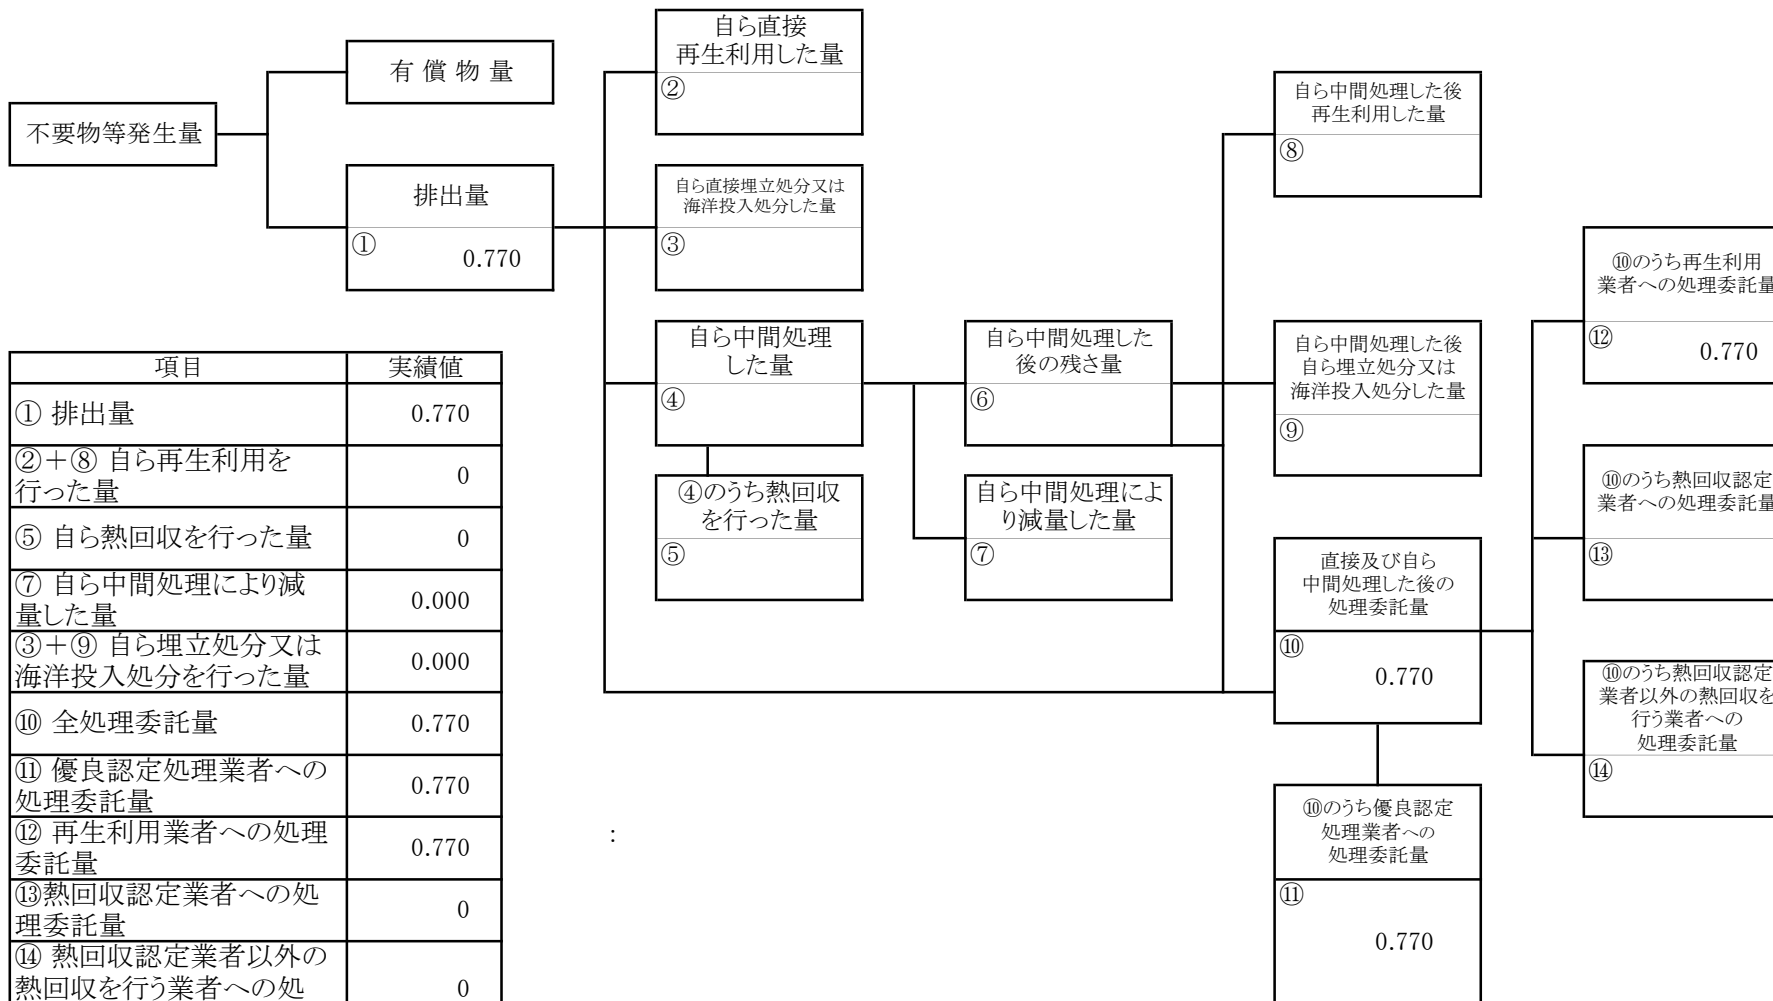 自ら直接
再生利用した量
②
有償物量
不要物等発生量
排出量
①
0.770
自ら直接埋立処分又は
海洋投入処分した量
③
自ら中間処理した後
再生利用した量
⑧
自ら中間処理
した量
④
自ら中間処理した
後の残さ量
⑥
自ら中間処理した後
自ら埋立処分又は
海洋投入処分した量
⑨
⑩のうち再生利用
業者への処理委託量
⑫
0.770
④のうち熱回収
を行った量
⑤
自ら中間処理によ
り減量した量
⑦
直接及び自ら
中間処理した後の
処理委託量
⑩
0.770
⑩のうち熱回収認定
業者への処理委託量
⑬
⑩のうち熱回収認定
業者以外の熱回収を
行う業者への
処理委託量
⑭
⑩のうち優良認定
処理業者への
処理委託量
⑪
0.770
項目 実績値
① 排出量 0.770
②+⑧ 自ら再生利用を
行った量 0
⑤ 自ら熱回収を行った量 0
⑦ 自ら中間処理により減
量した量 0.000
③+⑨ 自ら埋立処分又は
海洋投入処分を行った量 0.000
⑩ 全処理委託量 0.770
⑪ 優良認定処理業者への
処理委託量 0.770
⑫ 再生利用業者への処理
委託量 0.770
⑬熱回収認定業者への処
理委託量 0
⑭ 熱回収認定業者以外の
熱回収を行う業者への処 0
: